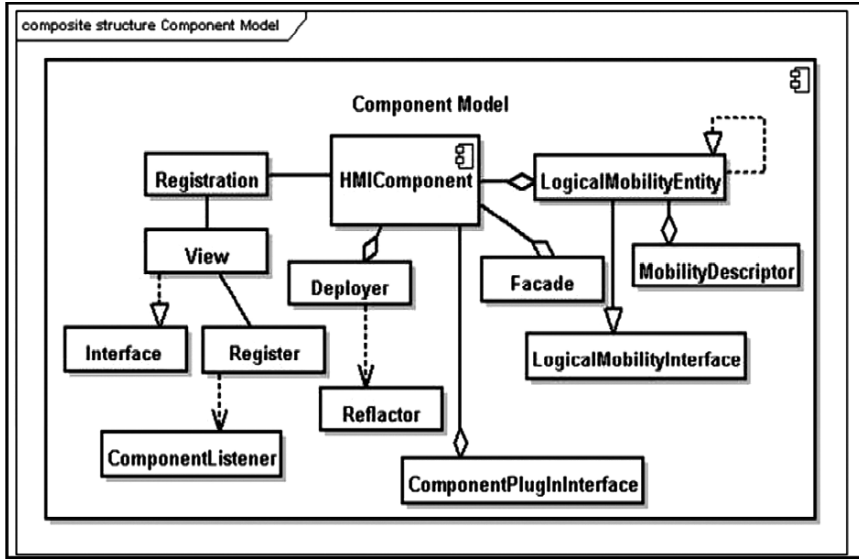 composite structure Component Model
Component Model
Registration
HMIComponent
LogicalMobilityEntity
View
Deployer
Facade
MobilityDescriptor
Interface
Register
LogicalMobilityInterface
Reflactor
ComponentListener
ComponentPlugInInterface